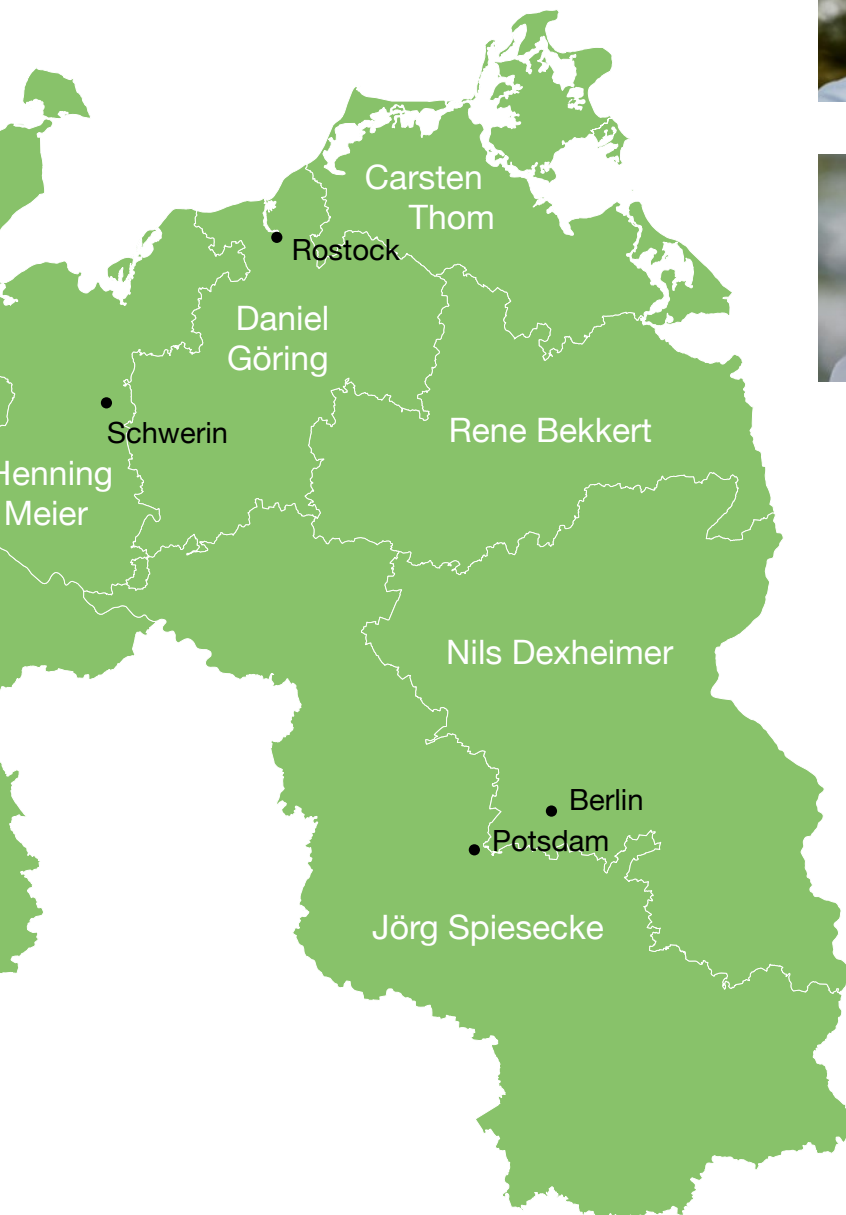 Carsten
Thom
Rostock
Daniel
Göring
Schwerin
Rene Bekkert
Henning
Meier
Nils Dexheimer
Berlin
Potsdam
Jörg Spiesecke